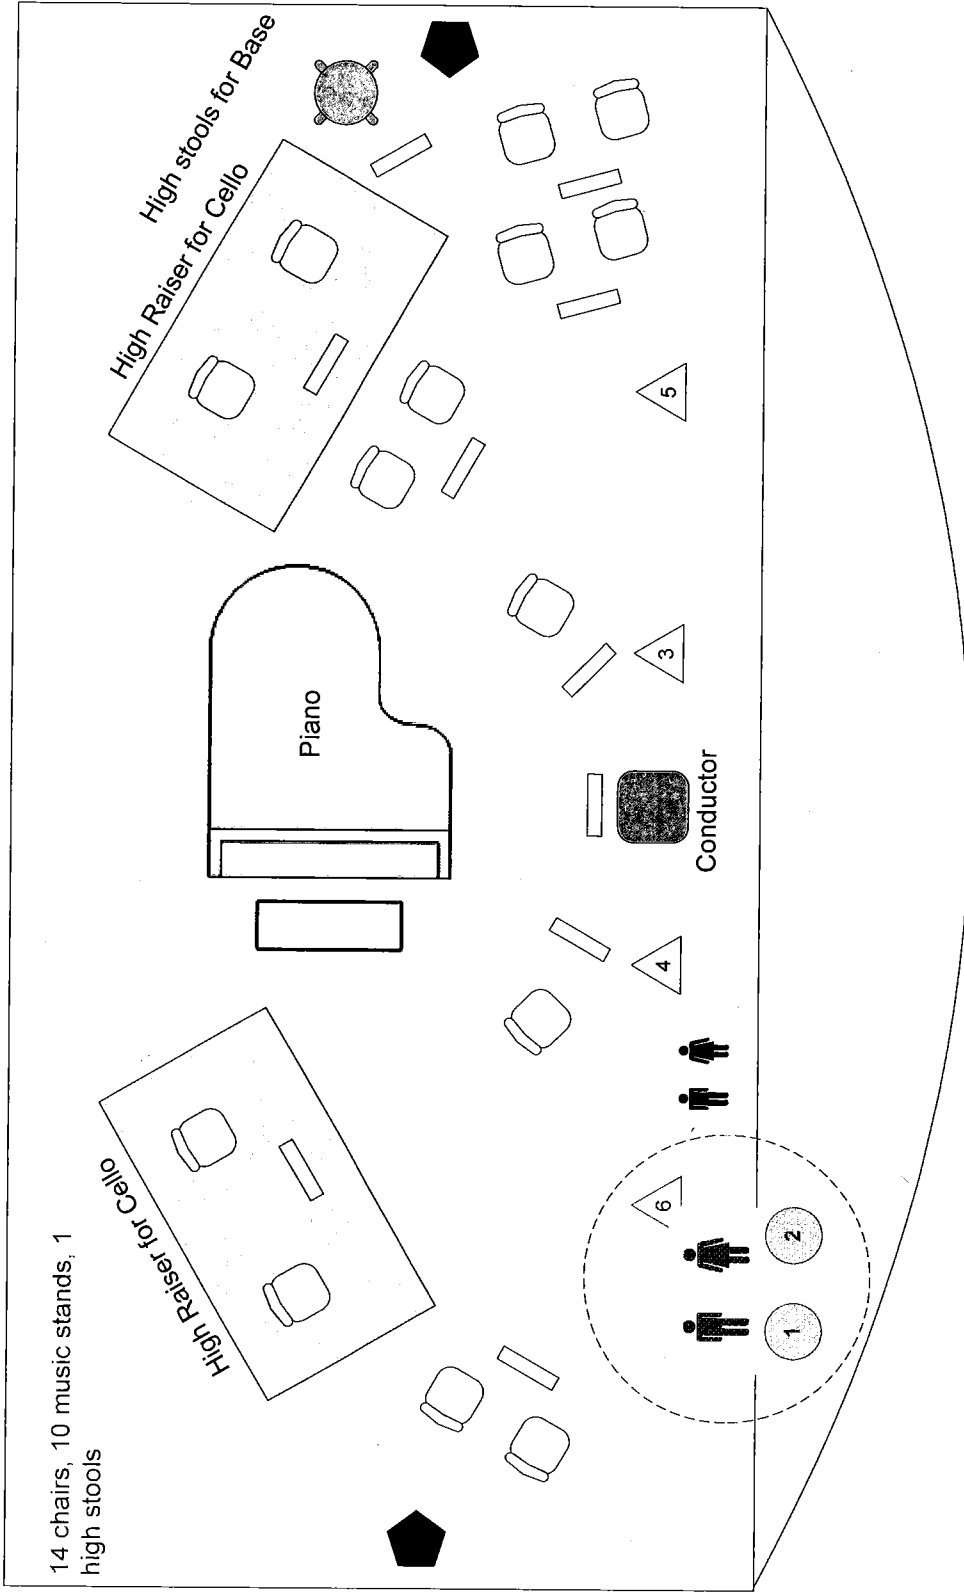 14 chairs, 10 music stands, 1
high stools
High Raiser for Cello
Piano
High Raiser for Cello
High stools for Base
6
4
Conductor
3
5
1
2